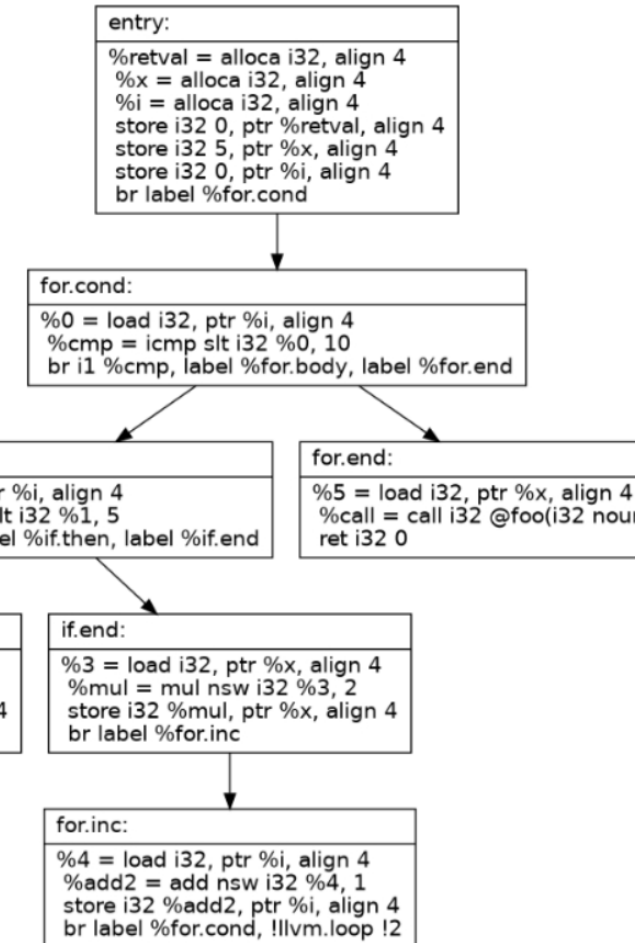 entry:
%retval = alloca i32, align 4
%x = alloca i32, align 4
%i = alloca i32, align 4
store i32 0, ptr %retval, align 4
store i32 5, ptr %x, align 4
store i32 0, ptr %i, align 4
br label %for.cond
for.cond:
%0 = load i32, ptr %i, align 4
%cmp = icmp slt i32 %0, 10
br i1 %cmp, label %for.body, label %for.end
%i, align 4
i32 %1, 5
%if.then, label %if.end
for.end:
%5 = load i32, ptr %x, align 4
%call = call i32 @foo(i32
ret i32 0
4
if.end:
%3 = load i32, ptr %x, align 4
%mul = mul nsw i32 %3, 2
store i32 %mul, ptr %x, align 4
br label %for.inc
for.inc:
%4 = load i32, ptr %i, align 4
%add2 = add nsw i32 %4, 1
store i32 %add2, ptr %i, align 4
br label %for.cond, !llvm.loop !2